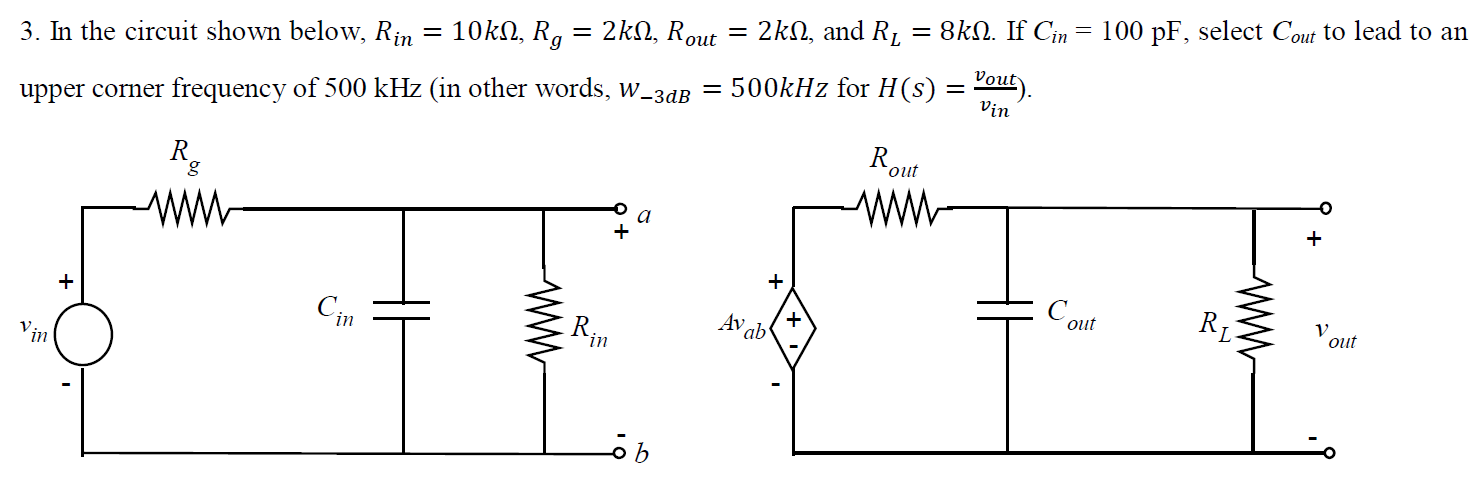 3. In the circuit shown below, R_in = 10kΩ, R_g = 2kΩ, R_out = 2kΩ, and R_L = 8kΩ. If C_in = 100 pF, select C_out to lead to an
upper corner frequency of 500 kHz (in other words, w_−3dB = 500kHz for H(s) = v_out/v_in).
R_g
R_out
a
+
+
+
+
C_in
R_in
v_in
Av_ab
+
-
C_out
R_L
v_out
-
-
-
-
b